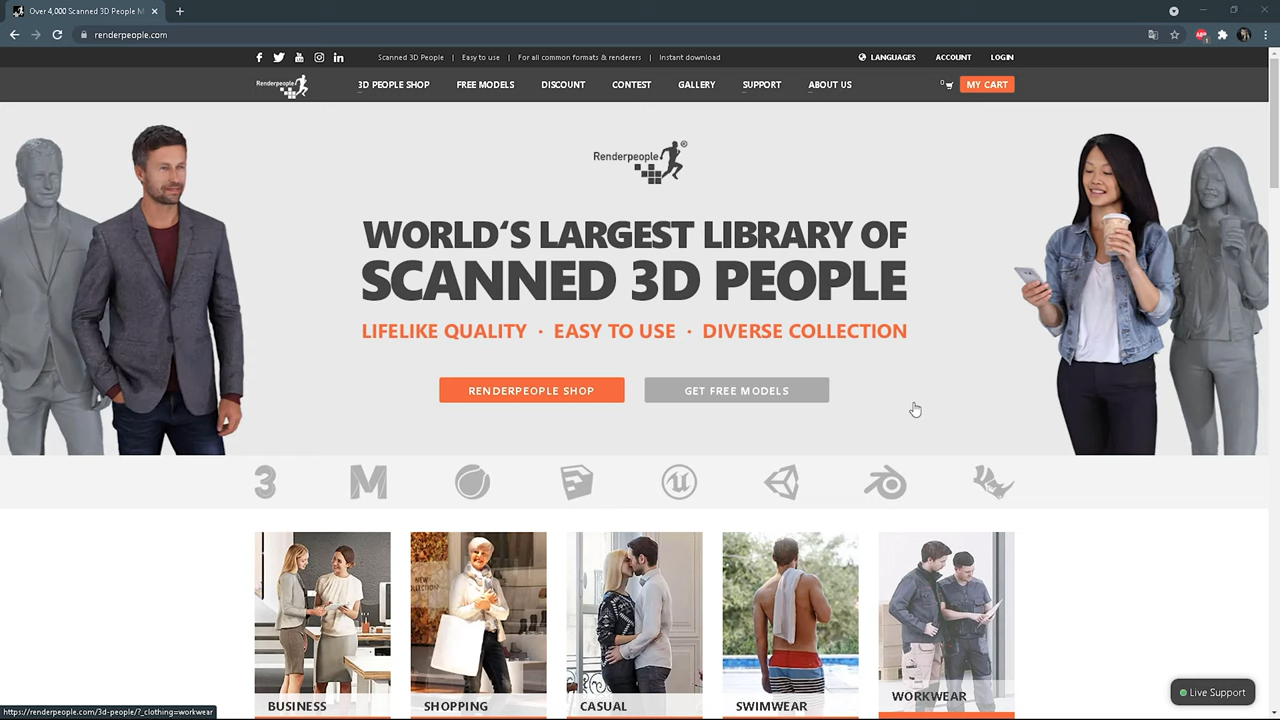 Over 4,000 Scanned 3D People M
renderpeople.com
Scanned 3D People | Easy to use | For all common formats & renderers | Instant download
LANGUAGES ACCOUNT LOGIN
Renderpeople
3D PEOPLE SHOP FREE MODELS DISCOUNT CONTEST GALLERY SUPPORT ABOUT US
0 MY CART
Renderpeople®
WORLD‘S LARGEST LIBRARY OF
SCANNED 3D PEOPLE
LIFELIKE QUALITY · EASY TO USE · DIVERSE COLLECTION
RENDERPEOPLE SHOP GET FREE MODELS
NEW
COLLECTION
BUSINESS SHOPPING CASUAL SWIMWEAR WORKWEAR
Live Support
https://renderpeople.com/3d-people/?_clothing=workwear